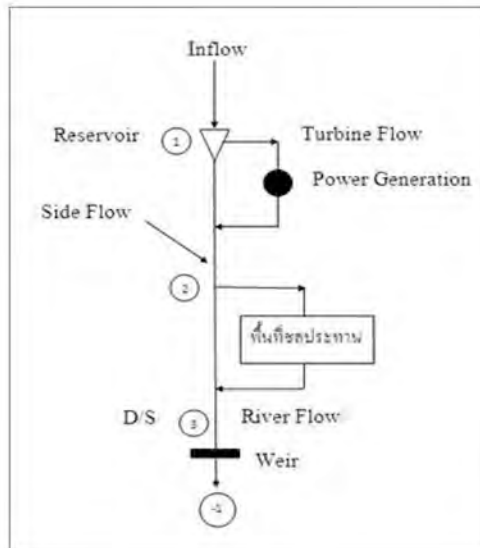 Inflow
Reservoir
1
Turbine Flow
Power Generation
Side Flow
2
พื้นที่ชลประทาน
D/S
3
River Flow
Weir
4